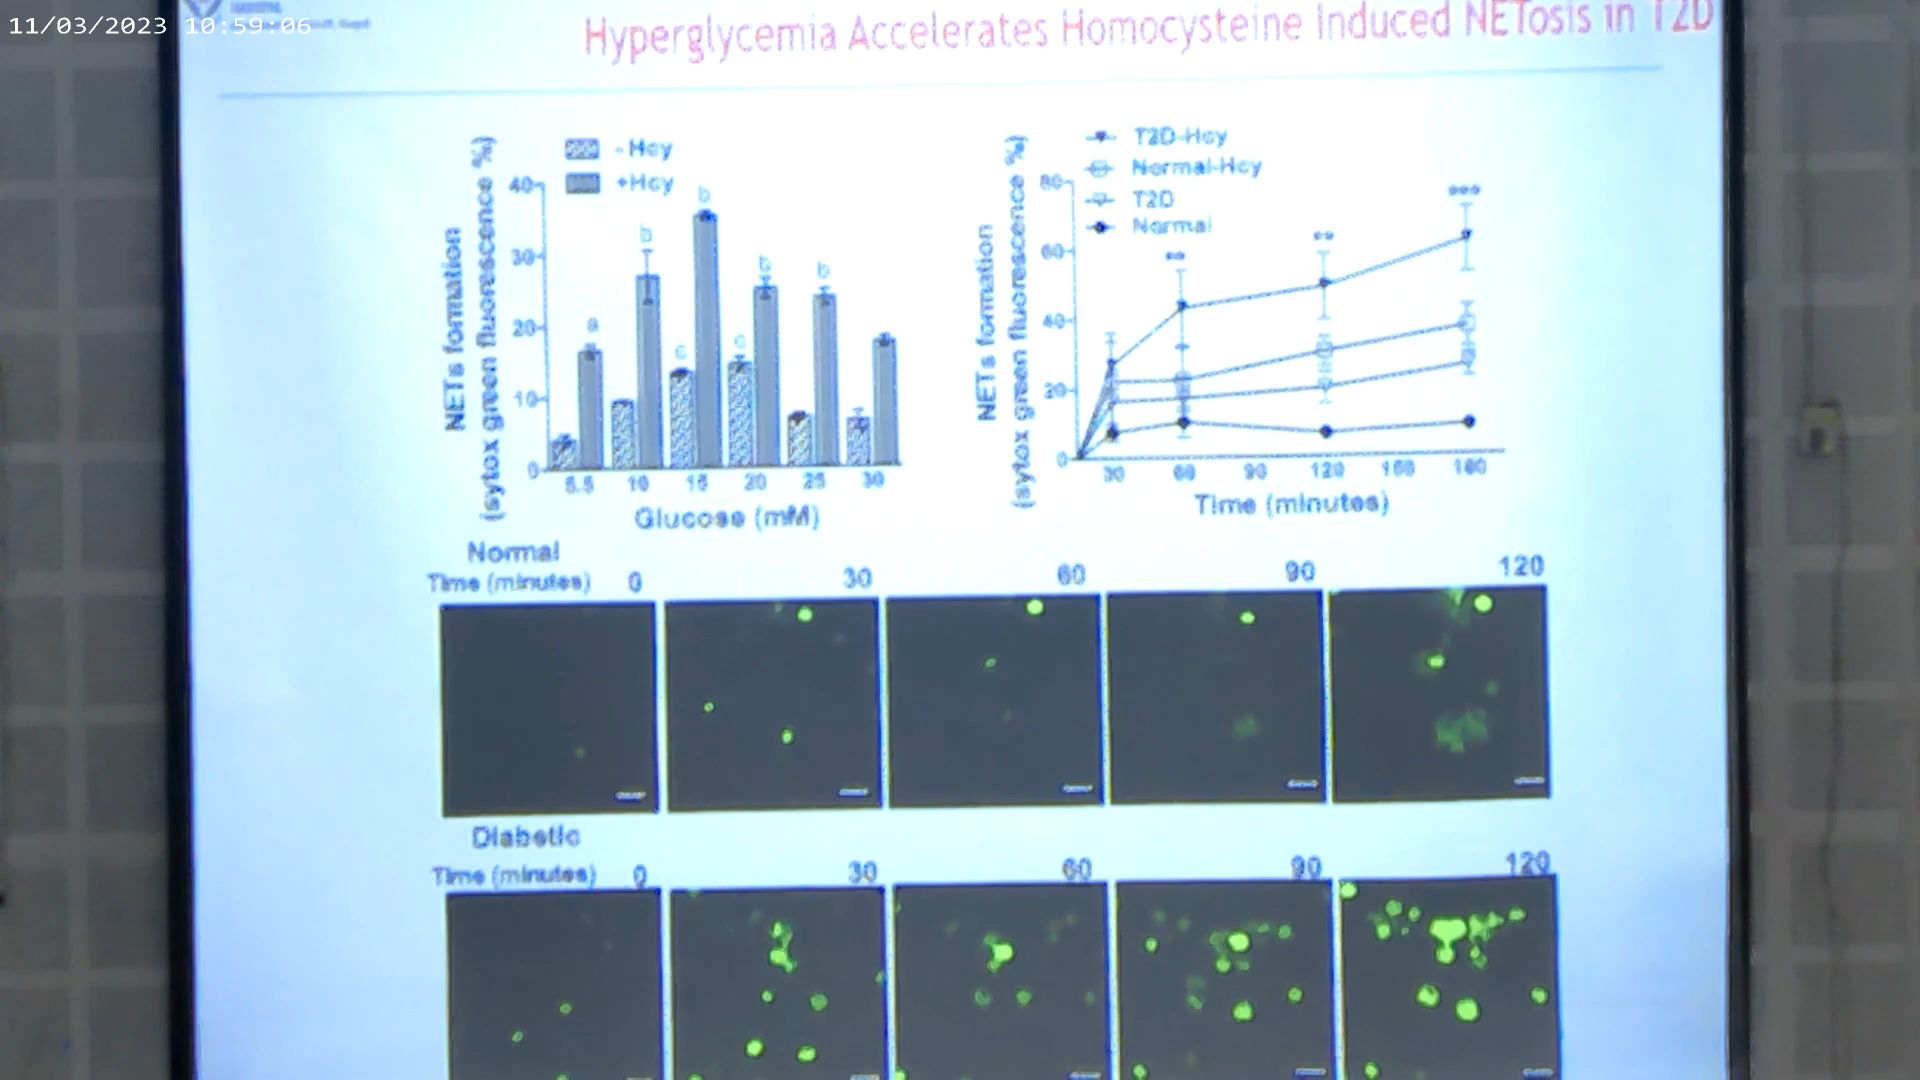 11/03/2023 10:59:06
Hyperglycemia Accelerates Homocysteine Induced NETosis in T2D
- Hcy
+Hcy
NETs formation
(sytox green fluorescence %)
40
30
20
10
0
5.5 10 15 20 25 30
Glucose (mM)
a b b c c b b
T2D-Hcy
Normal-Hcy
T2D
Normal
NETs formation
(sytox green fluorescence %)
80
60
40
20
0
30 60 90 120 150 180
Time (minutes)
** ** ***
Normal
Time (minutes) 0 30 60 90 120
Diabetic
Time (minutes) 0 30 60 90 120